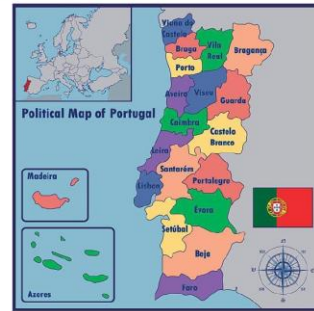 Viana do
Castelo
Braga
Vila
Real
Bragança
Porto
Political Map of Portugal
Aveiro
Viseu
Guarda
Coimbra
Castelo
Branco
Leiria
Madeira
Santarém
Lisbon
Portalegre
Évora
Setúbal
Azores
Beja
Faro